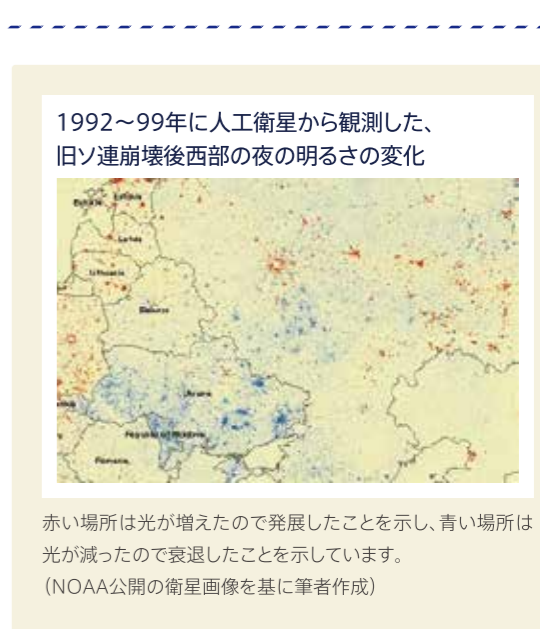 1992～99年に人工衛星から観測した、
旧ソ連崩壊後西部の夜の明るさの変化
Estonia
Latvia
Lithuania
Belarus
Ukraine
Republic of Moldova
Romania
赤い場所は光が増えたので発展したことを示し、青い場所は
光が減ったので衰退したことを示しています。
（NOAA公開の衛星画像を基に筆者作成）